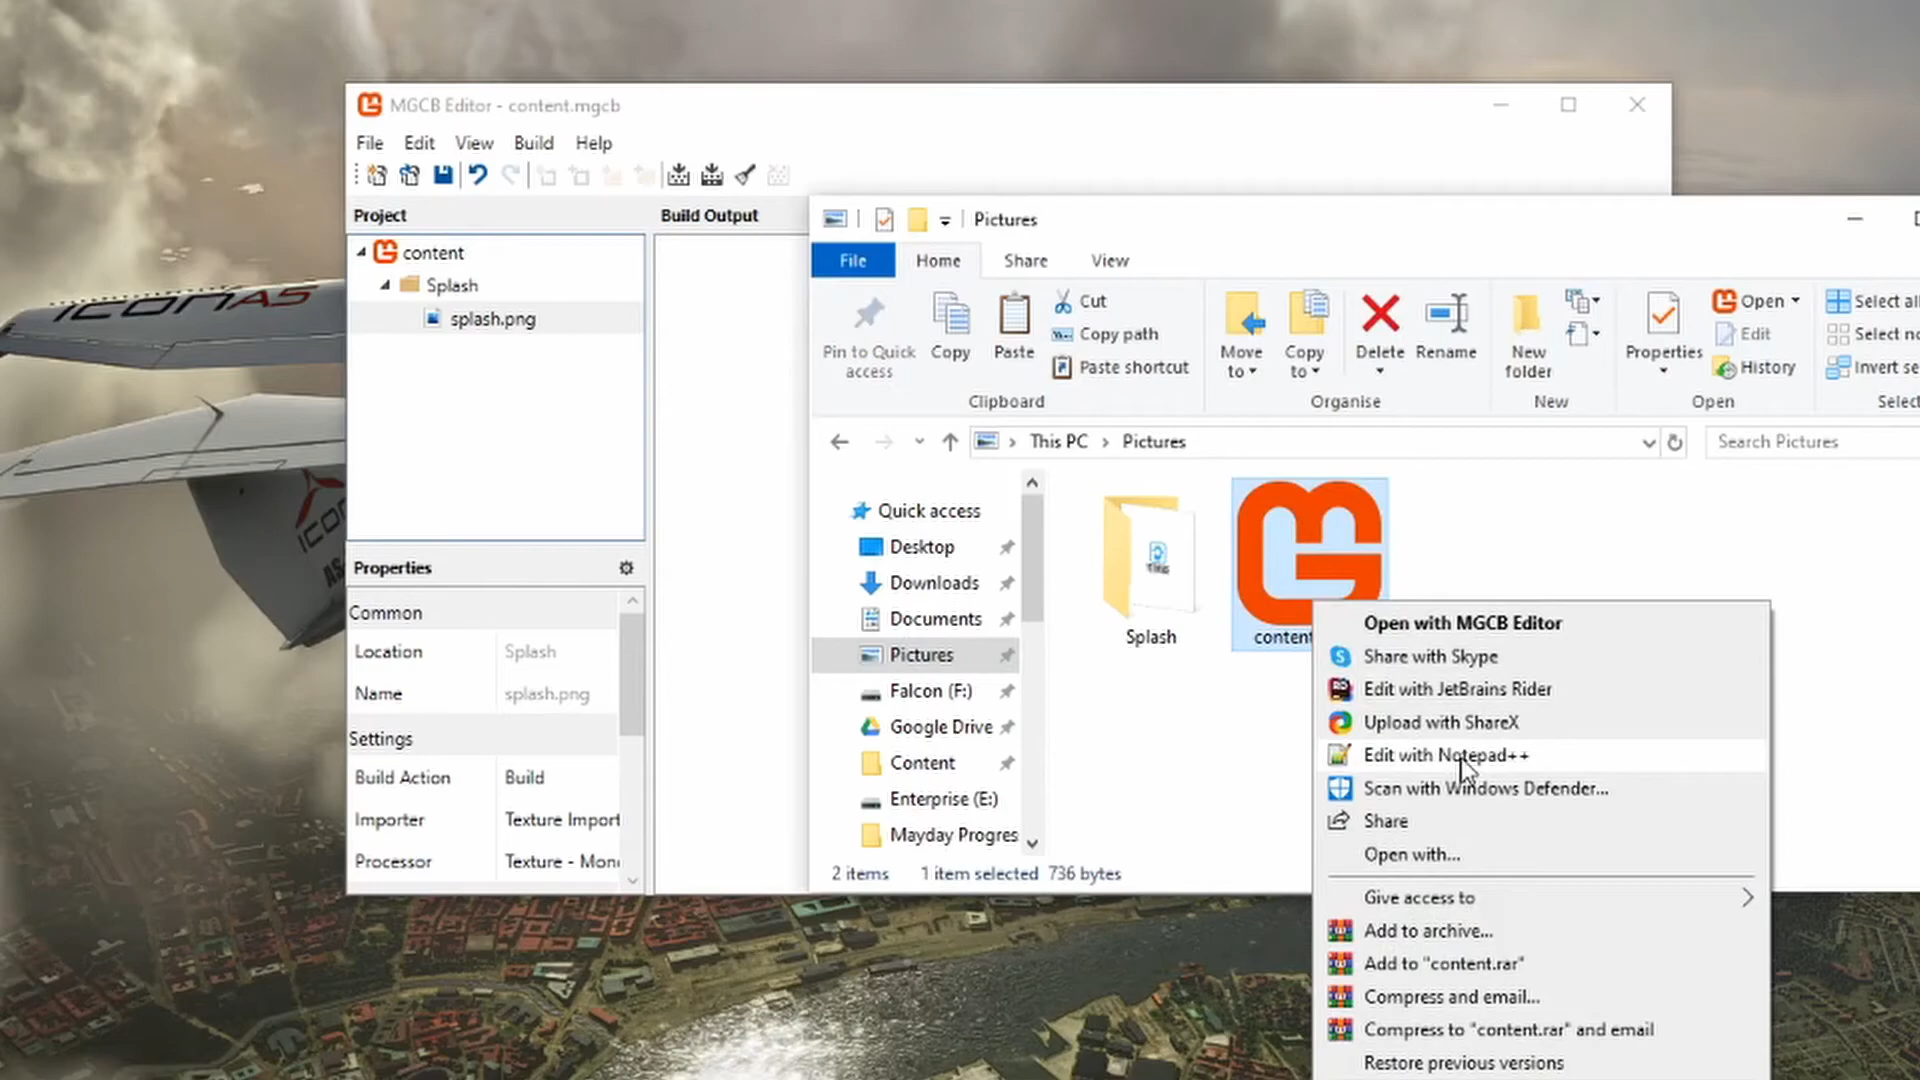 MGCB Editor - content.mgcb
File Edit View Build Help
Project
Build Output
content
Splash
splash.png
Properties
Common
Location Splash
Name splash.png
Settings
Build Action Build
Importer Texture Import
Processor Texture - Mon
Pictures
File Home Share View
Pin to Quick access
Copy
Paste
Cut
Copy path
Paste shortcut
Clipboard
Move to
Copy to
Delete
Rename
Organise
New folder
New
Properties
Open
Edit
History
Open
Select all
Select no
Invert se
Select
This PC > Pictures
Search Pictures
Quick access
Desktop
Downloads
Documents
Pictures
Falcon (F:)
Google Drive
Content
Enterprise (E:)
Mayday Progres
Splash
content
2 items 1 item selected 736 bytes
Open with MGCB Editor
Share with Skype
Edit with JetBrains Rider
Upload with ShareX
Edit with Notepad++
Scan with Windows Defender...
Share
Open with...
Give access to
Add to archive...
Add to "content.rar"
Compress and email...
Compress to "content.rar" and email
Restore previous versions
ICON A5
ICO
A5